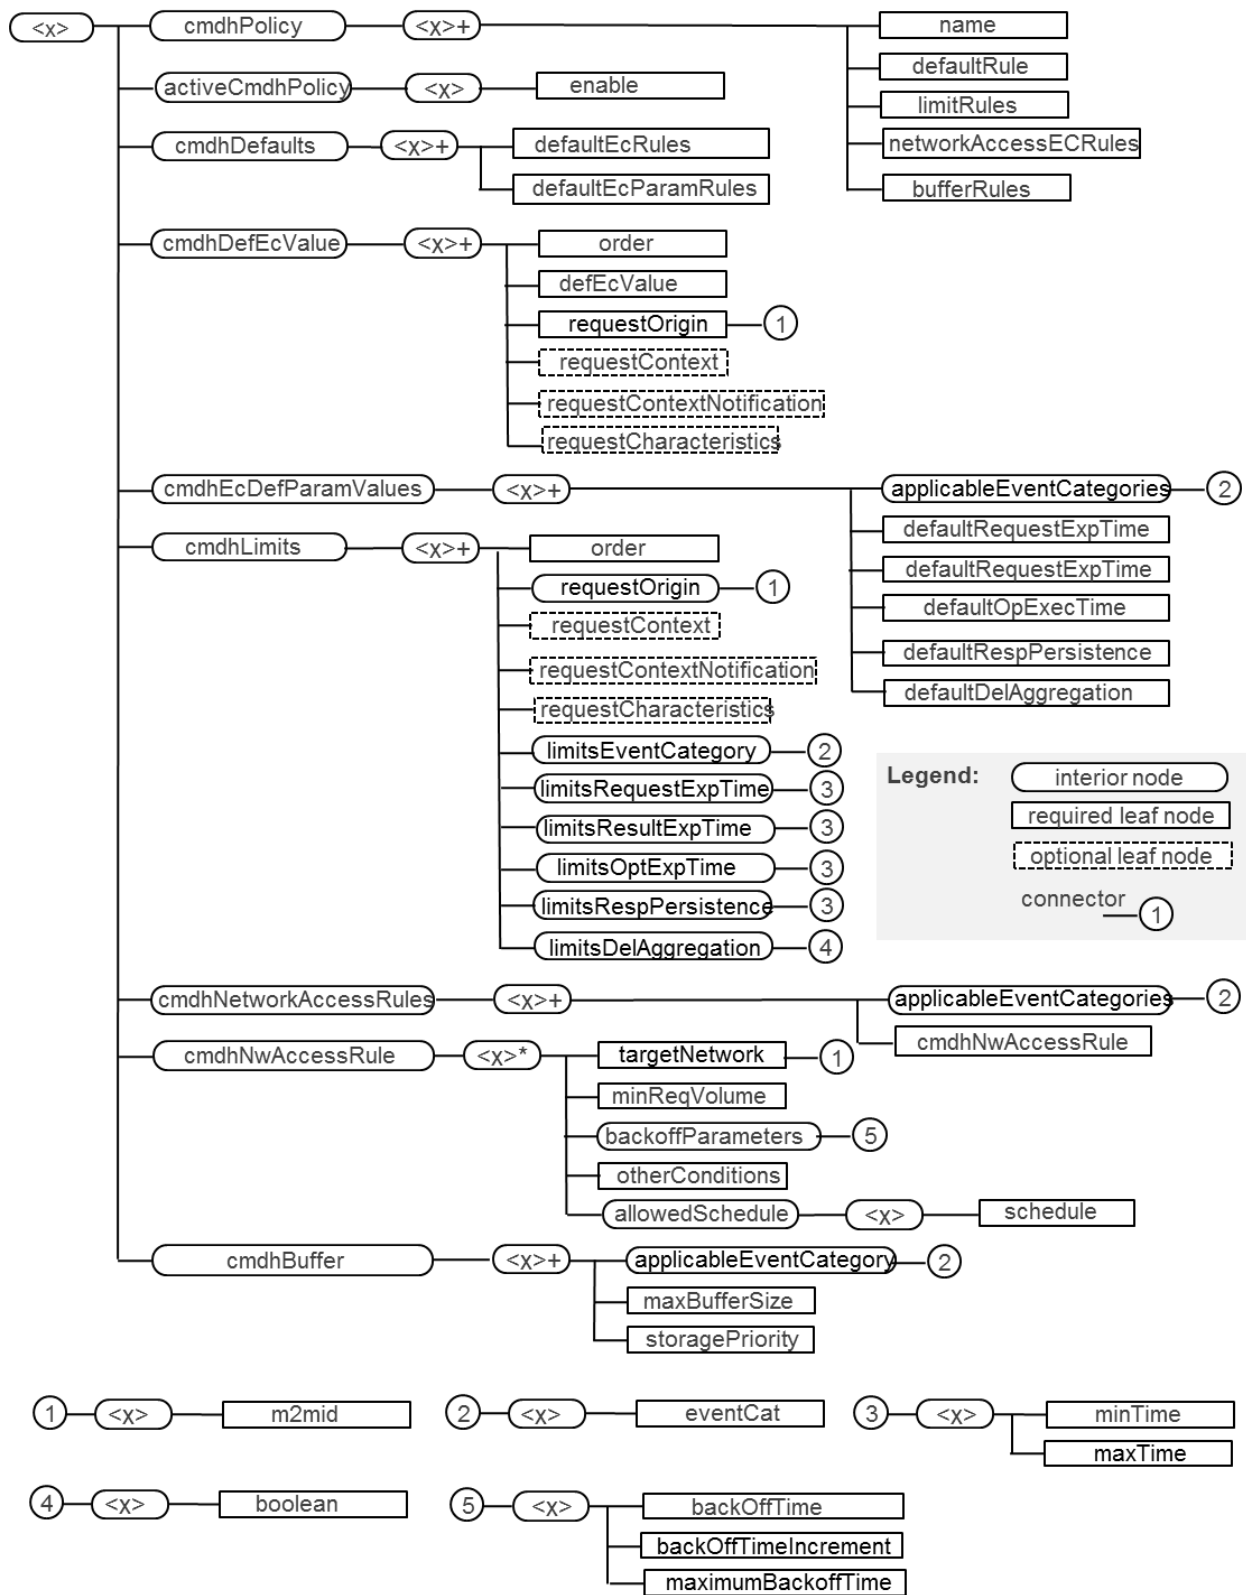 <x>
cmdhPolicy
<x>+
name
defaultRule
limitRules
networkAccessECRules
bufferRules
activeCmdhPolicy
<x>
enable
cmdhDefaults
<x>+
defaultEcRules
defaultEcParamRules
cmdhDefEcValue
<x>+
order
defEcValue
requestOrigin
1
requestContext
requestContextNotification
requestCharacteristics
cmdhEcDefParamValues
<x>+
applicableEventCategories
2
defaultRequestExpTime
defaultRequestExpTime
defaultOpExecTime
defaultRespPersistence
defaultDelAggregation
cmdhLimits
<x>+
order
requestOrigin
1
requestContext
requestContextNotification
requestCharacteristics
limitsEventCategory
2
limitsRequestExpTime
3
limitsResultExpTime
3
limitsOptExpTime
3
limitsRespPersistence
3
limitsDelAggregation
4
Legend:
interior node
required leaf node
optional leaf node
connector
1
cmdhNetworkAccessRules
<x>+
applicableEventCategories
2
cmdhNwAccessRule
cmdhNwAccessRule
<x>*
targetNetwork
1
minReqVolume
backoffParameters
5
otherConditions
allowedSchedule
<x>
schedule
cmdhBuffer
<x>+
applicableEventCategory
2
maxBufferSize
storagePriority
1
<x>
m2mid
2
<x>
eventCat
3
<x>
minTime
maxTime
4
<x>
boolean
5
<x>
backOffTime
backOffTimeIncrement
maximumBackoffTime